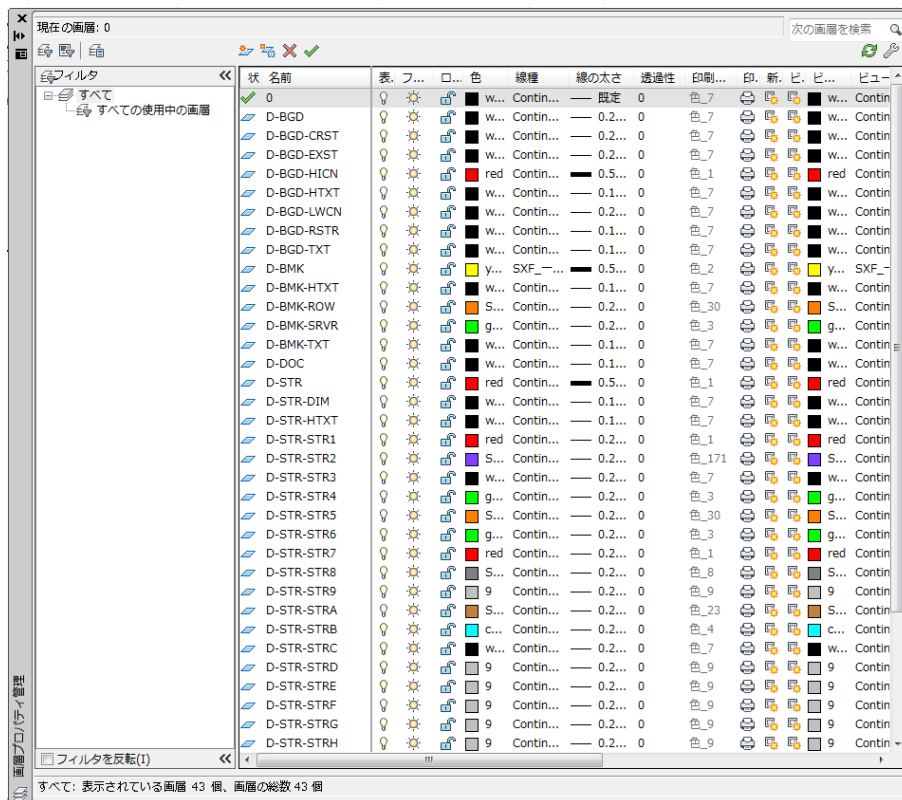 現在の画層: 0
次の画層を検索
フィルタ
すべて
すべての使用中の画層
状 名前 表. フ... ロ... 色 線種 線の太さ 透過性 印刷... 印. 新. ビ. ビ... ビュー
0 w... Contin... 既定 0 色_7 w... Contin
D-BGD w... Contin... 0.2... 0 色_7 w... Contin
D-BGD-CRST w... Contin... 0.2... 0 色_7 w... Contin
D-BGD-EXST w... Contin... 0.2... 0 色_7 w... Contin
D-BGD-HICN red Contin... 0.5... 0 色_1 red Contin
D-BGD-HTXT w... Contin... 0.1... 0 色_7 w... Contin
D-BGD-LWCN w... Contin... 0.2... 0 色_7 w... Contin
D-BGD-RSTR w... Contin... 0.1... 0 色_7 w... Contin
D-BGD-TXT w... Contin... 0.1... 0 色_7 w... Contin
D-BMK y... SXF_一... 0.5... 0 色_2 y... SXF_一
D-BMK-HTXT w... Contin... 0.1... 0 色_7 w... Contin
D-BMK-ROW S... Contin... 0.2... 0 色_30 S... Contin
D-BMK-SRVR g... Contin... 0.2... 0 色_3 g... Contin
D-BMK-TXT w... Contin... 0.1... 0 色_7 w... Contin
D-DOC w... Contin... 0.1... 0 色_7 w... Contin
D-STR red Contin... 0.5... 0 色_1 red Contin
D-STR-DIM w... Contin... 0.1... 0 色_7 w... Contin
D-STR-HTXT w... Contin... 0.1... 0 色_7 w... Contin
D-STR-STR1 red Contin... 0.2... 0 色_1 red Contin
D-STR-STR2 S... Contin... 0.2... 0 色_171 S... Contin
D-STR-STR3 w... Contin... 0.2... 0 色_7 w... Contin
D-STR-STR4 g... Contin... 0.2... 0 色_3 g... Contin
D-STR-STR5 S... Contin... 0.2... 0 色_30 S... Contin
D-STR-STR6 g... Contin... 0.2... 0 色_3 g... Contin
D-STR-STR7 red Contin... 0.2... 0 色_1 red Contin
D-STR-STR8 S... Contin... 0.2... 0 色_8 S... Contin
D-STR-STR9 9 Contin... 0.2... 0 色_9 9 Contin
D-STR-STRA S... Contin... 0.2... 0 色_23 S... Contin
D-STR-STRB c... Contin... 0.2... 0 色_4 c... Contin
D-STR-STRC w... Contin... 0.2... 0 色_7 w... Contin
D-STR-STRD 9 Contin... 0.2... 0 色_9 9 Contin
D-STR-STRE 9 Contin... 0.2... 0 色_9 9 Contin
D-STR-STRF 9 Contin... 0.2... 0 色_9 9 Contin
D-STR-STRG 9 Contin... 0.2... 0 色_9 9 Contin
D-STR-STRH 9 Contin... 0.2... 0 色_9 9 Contin
フィルタを反転(I)
すべて: 表示されている画層 43 個、画層の総数 43 個
画層プロパティ管理